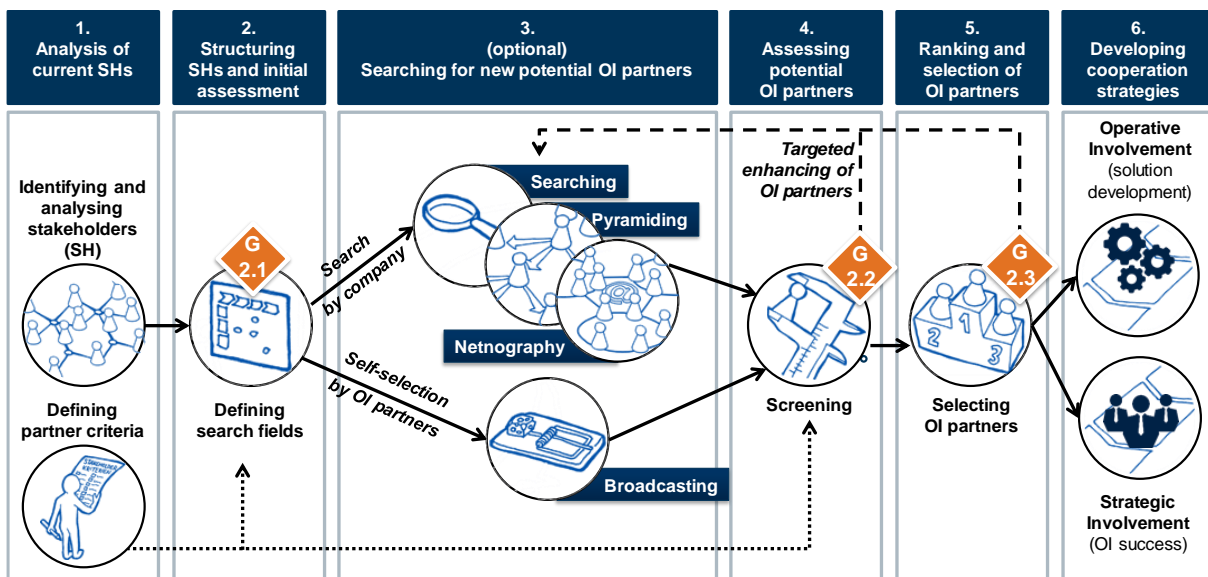 1.
Analysis of
current SHs
2.
Structuring
SHs and initial
assessment
3.
(optional)
Searching for new potential OI partners
4.
Assessing
potential
OI partners
5.
Ranking and
selection of
OI partners
6.
Developing
cooperation
strategies
Identifying and
analysing
stakeholders
(SH)
Defining
partner criteria
STAKEHOLDER
KRITERIEN
G
2.1
Defining
search fields
Search
by company
Self-selection
by OI partners
Searching
Pyramiding
Netnography
Broadcasting
Targeted
enhancing of
OI partners
G
2.2
Screening
G
2.3
2
1
3
Selecting
OI partners
Operative
Involvement
(solution
development)
Strategic
Involvement
(OI success)